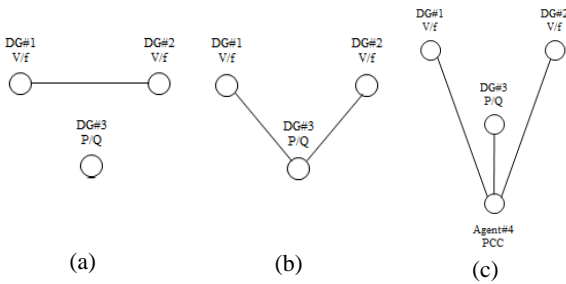 DG#1
V/f
DG#2
V/f
DG#3
P/Q
(a)
DG#1
V/f
DG#2
V/f
DG#3
P/Q
(b)
DG#1
V/f
DG#2
V/f
DG#3
P/Q
Agent#4
PCC
(c)